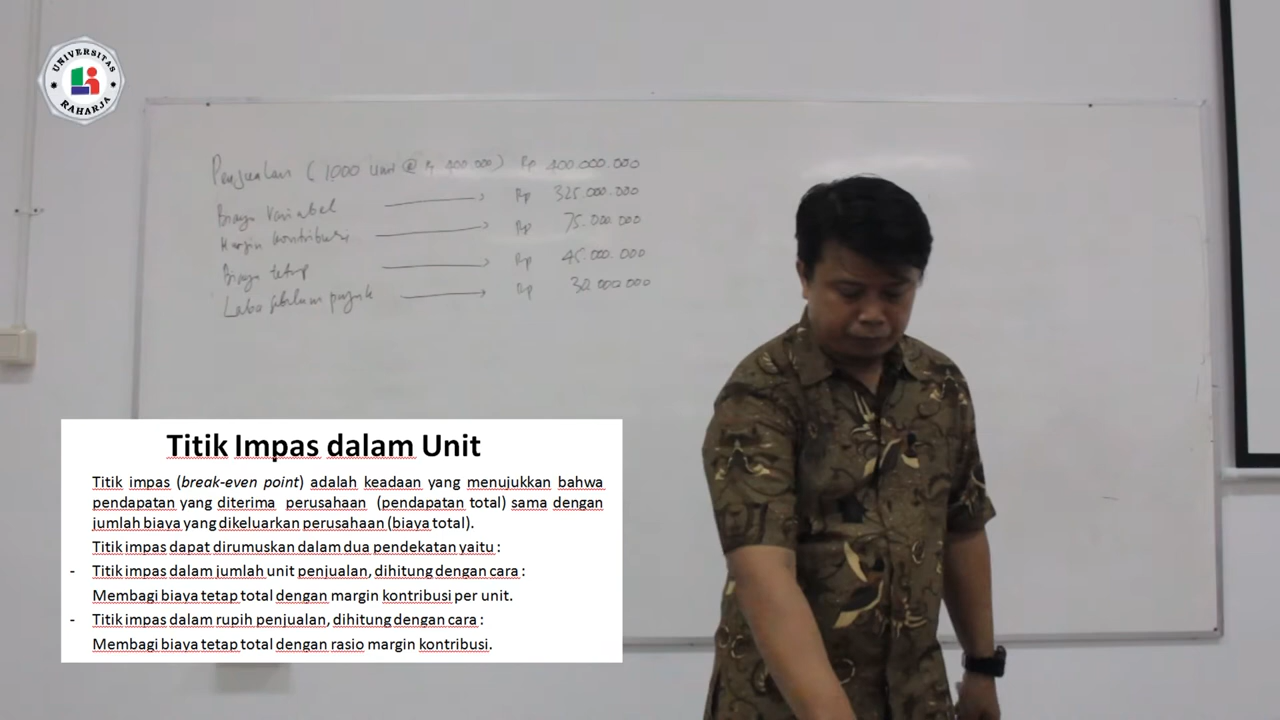 UNIVERSITAS
RAHARJA
Penjualan (1000 unit @ Rp 400.000) Rp 400.000.000
Biaya Variabel Rp 325.000.000
Margin kontribusi Rp 75.000.000
Biaya tetap Rp 45.000.000
Laba sebelum pajak Rp 30.000.000
Titik Impas dalam Unit
Titik impas (break-even point) adalah keadaan yang menujukkan bahwa
pendapatan yang diterima perusahaan (pendapatan total) sama dengan
jumlah biaya yang dikeluarkan perusahaan (biaya total).
Titik impas dapat dirumuskan dalam dua pendekatan yaitu :
- Titik impas dalam jumlah unit penjualan, dihitung dengan cara :
Membagi biaya tetap total dengan margin kontribusi per unit.
- Titik impas dalam rupih penjualan, dihitung dengan cara :
Membagi biaya tetap total dengan rasio margin kontribusi.